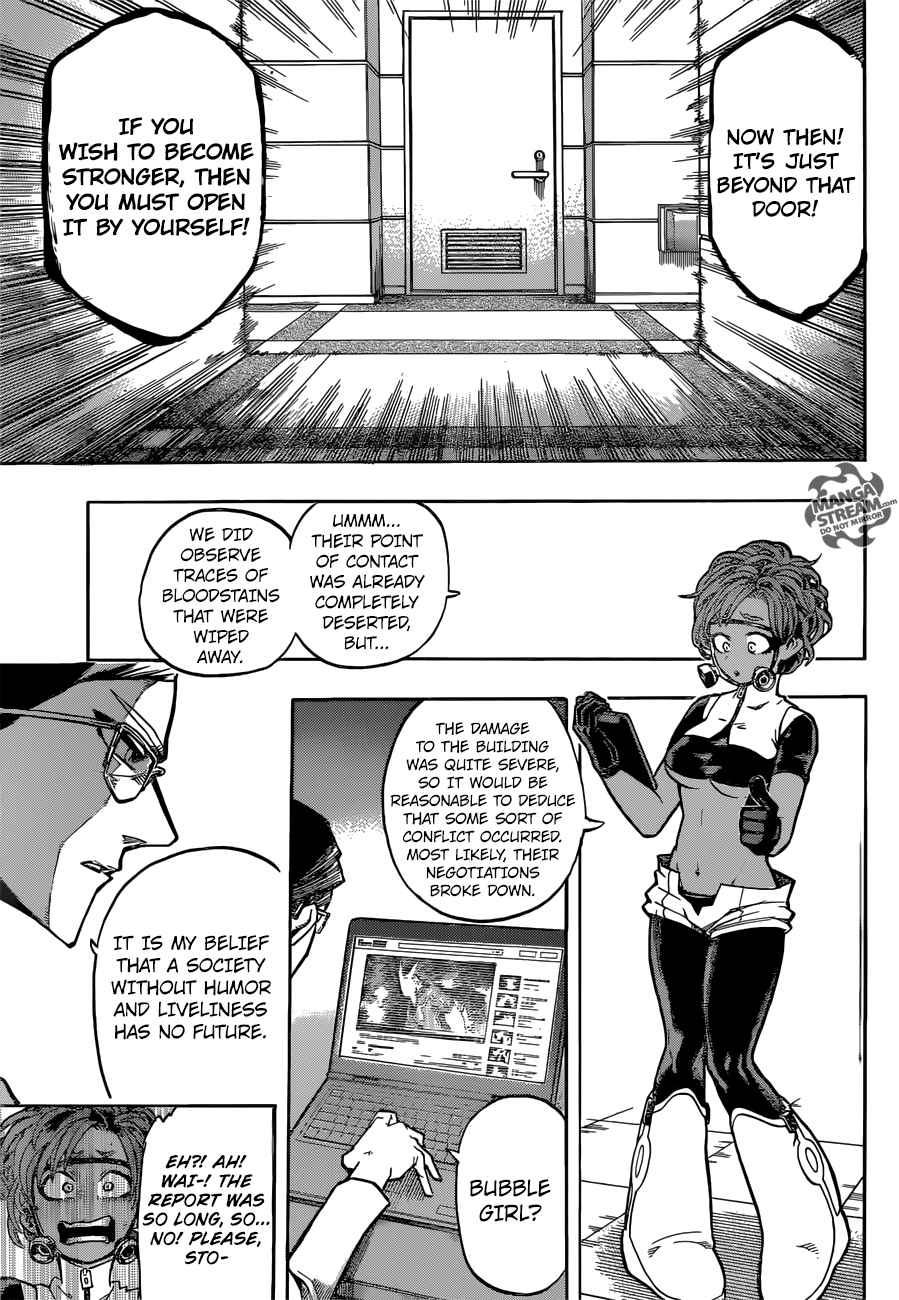 NOW THEN!
IT'S JUST
BEYOND THAT
DOOR!
IF YOU
WISH TO BECOME
STRONGER, THEN
YOU MUST OPEN
IT BY YOURSELF!
MANGA
STREAM.com
DO NOT MIRROR
UMMM...
THEIR POINT
OF CONTACT
WAS ALREADY
COMPLETELY
DESERTED,
BUT...
WE DID
OBSERVE
TRACES OF
BLOODSTAINS
THAT WERE
WIPED
AWAY.
THE DAMAGE
TO THE BUILDING
WAS QUITE SEVERE,
SO IT WOULD BE
REASONABLE TO DEDUCE
THAT SOME SORT OF
CONFLICT OCCURRED.
MOST LIKELY, THEIR
NEGOTIATIONS
BROKE DOWN.
BUBBLE
GIRL?
IT IS MY BELIEF
THAT A SOCIETY
WITHOUT HUMOR
AND LIVELINESS
HAS NO FUTURE.
EH?! AH!
WAI-! THE
REPORT WAS
SO LONG, SO...
NO! PLEASE,
STO-